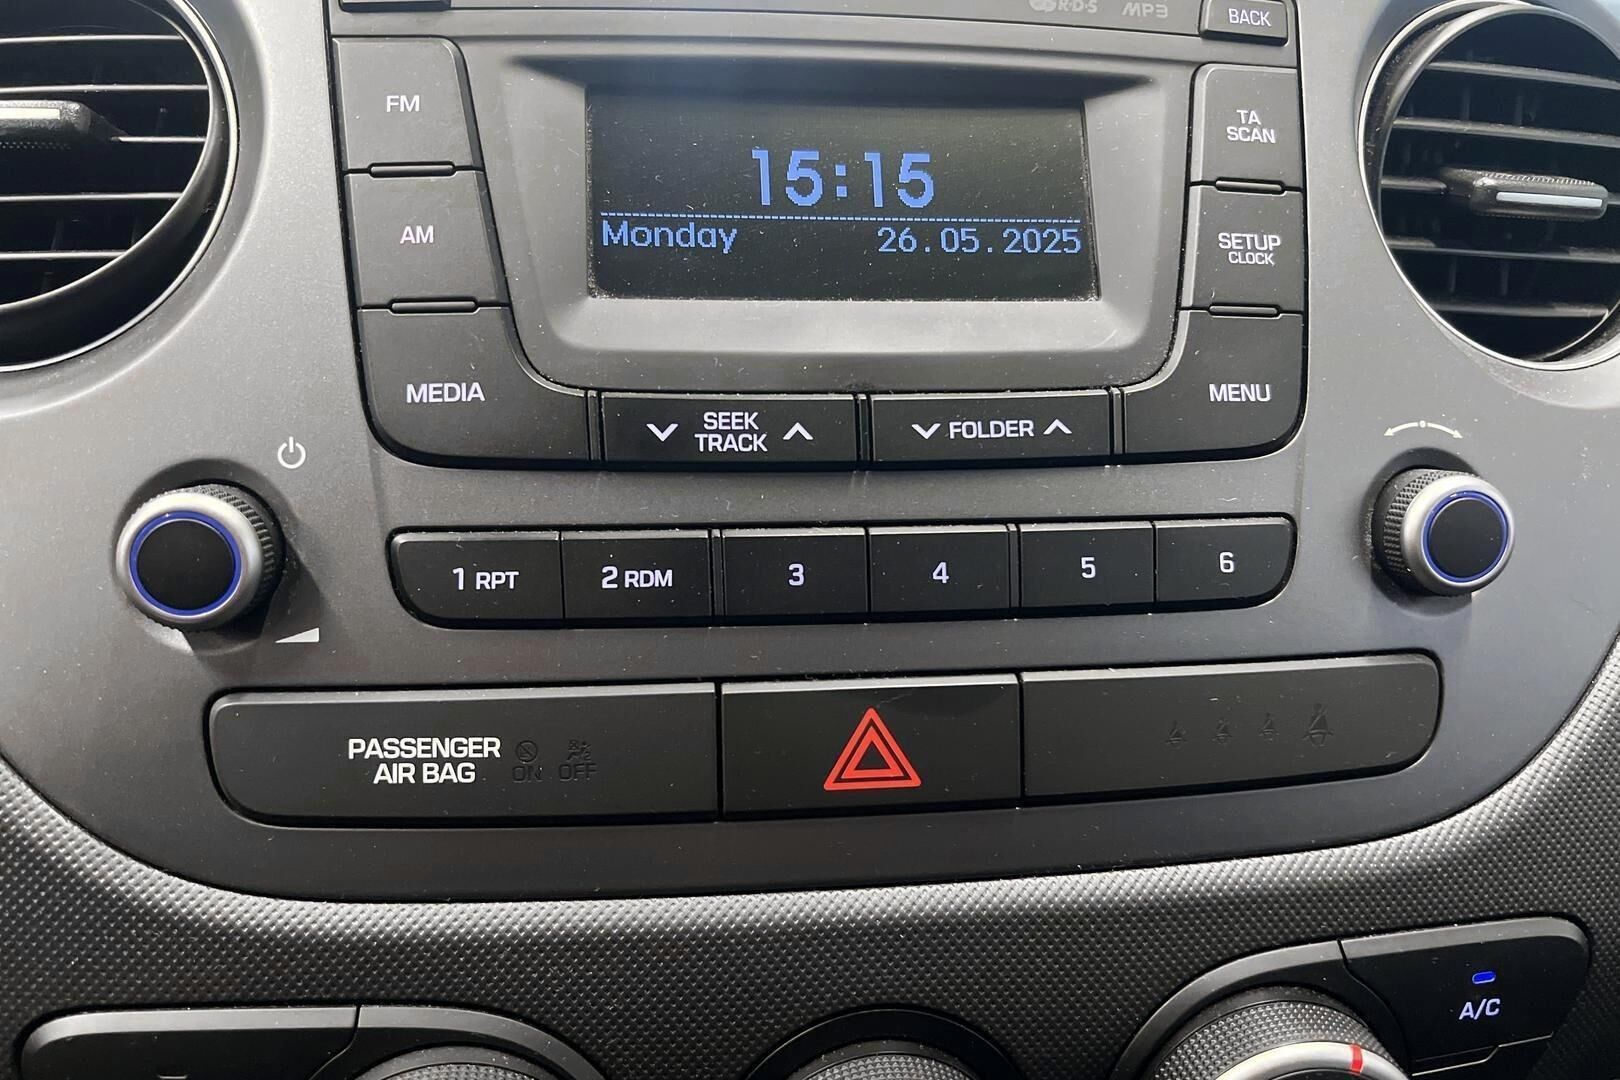 RDS MP3
BACK
FM
TA
SCAN
15:15
Monday 26.05.2025
AM
SETUP
CLOCK
MEDIA
SEEK
TRACK
FOLDER
MENU
1 RPT
2 RDM
3
4
5
6
PASSENGER
AIR BAG
ON OFF
A/C